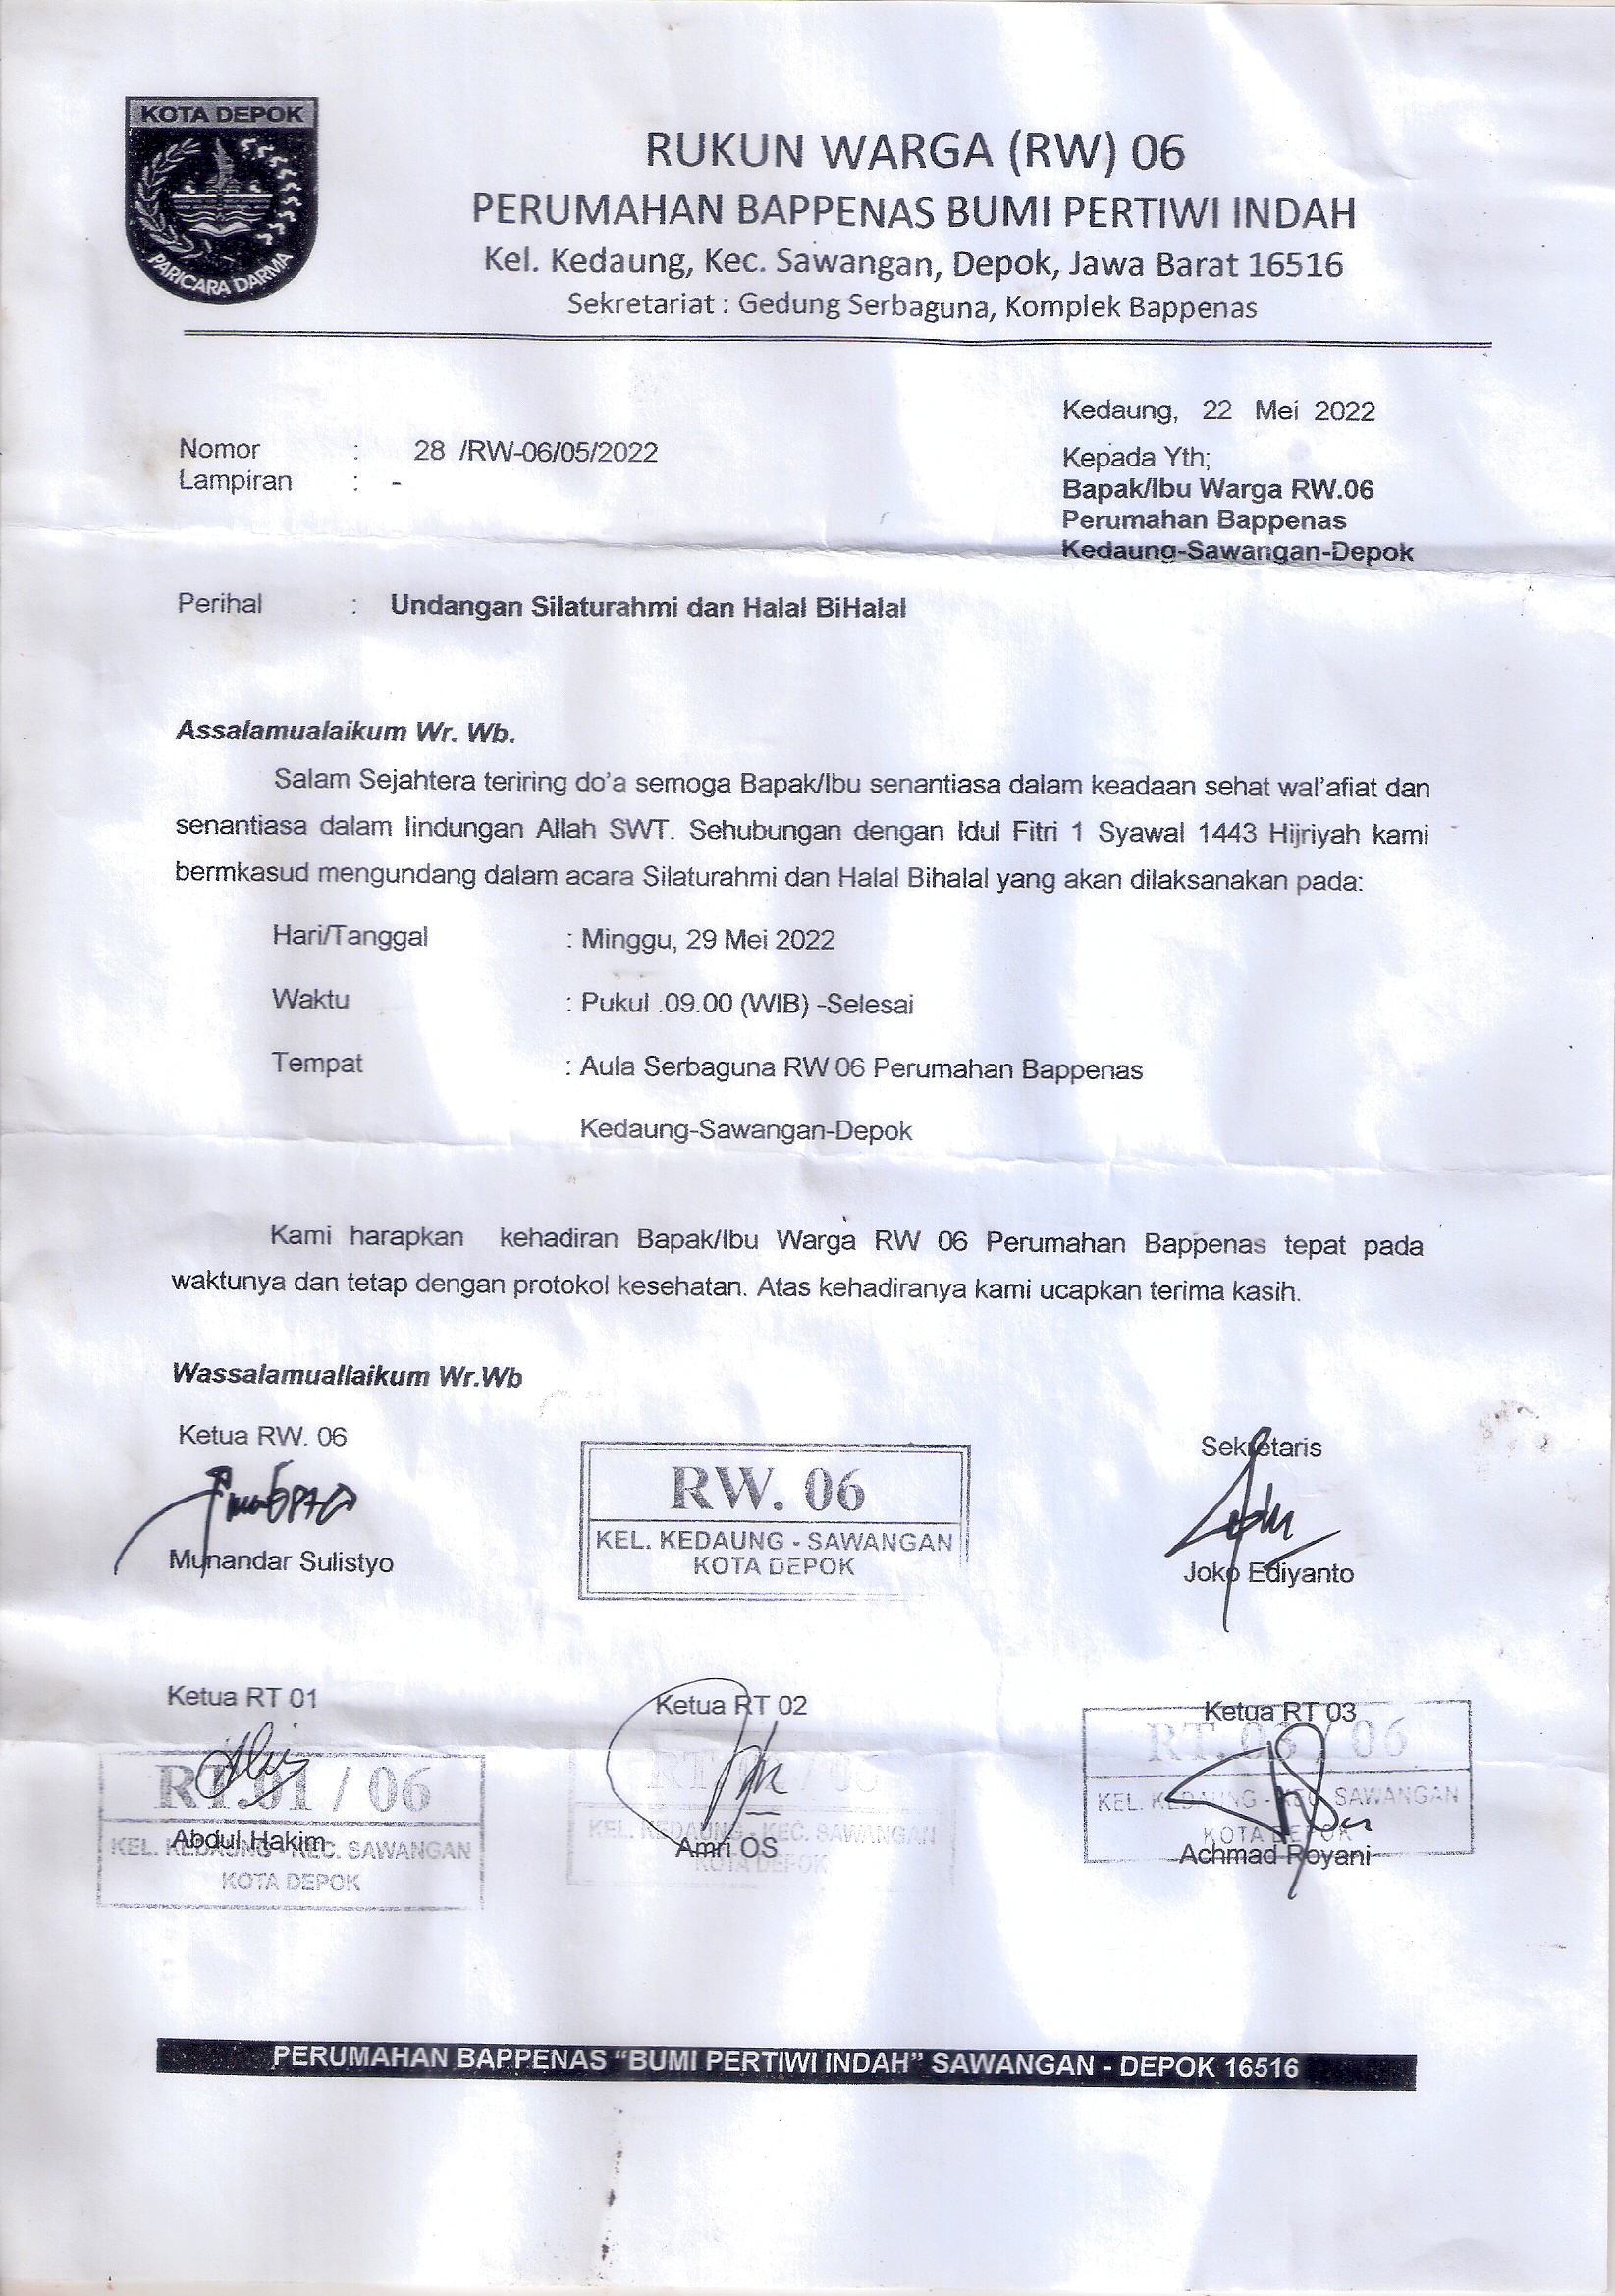 KOTA DEPOK
PARICARA DARMA
RUKUN WARGA (RW) 06
PERUMAHAN BAPPENAS BUMI PERTIWI INDAH
Kel. Kedaung, Kec. Sawangan, Depok, Jawa Barat 16516
Sekretariat : Gedung Serbaguna, Komplek Bappenas
Kedaung, 22 Mei 2022
Nomor : 28 /RW-06/05/2022
Lampiran : -
Kepada Yth;
Bapak/Ibu Warga RW.06
Perumahan Bappenas
Kedaung-Sawangan-Depok
Perihal : Undangan Silaturahmi dan Halal BiHalal
Assalamualaikum Wr. Wb.
Salam Sejahtera teriring do’a semoga Bapak/Ibu senantiasa dalam keadaan sehat wal’afiat dan
senantiasa dalam lindungan Allah SWT. Sehubungan dengan Idul Fitri 1 Syawal 1443 Hijriyah kami
bermkasud mengundang dalam acara Silaturahmi dan Halal Bihalal yang akan dilaksanakan pada:
Hari/Tanggal : Minggu, 29 Mei 2022
Waktu : Pukul .09.00 (WIB) -Selesai
Tempat : Aula Serbaguna RW 06 Perumahan Bappenas
Kedaung-Sawangan-Depok
Kami harapkan kehadiran Bapak/Ibu Warga RW 06 Perumahan Bappenas tepat pada
waktunya dan tetap dengan protokol kesehatan. Atas kehadiranya kami ucapkan terima kasih.
Wassalamuallaikum Wr.Wb
Ketua RW. 06
Munandar Sulistyo
RW. 06
KEL. KEDAUNG - SAWANGAN
KOTA DEPOK
Sekretaris
Joko Ediyanto
Ketua RT 01
RT.01 / 06
Abdul Hakim
KEL. KEDAUNG - KEC. SAWANGAN
KOTA DEPOK
Ketua RT 02
KEL. KEDAUNG - KEC. SAWANGAN
Amri OS
KOTA DEPOK
Ketua RT 03
RT. 03 / 06
KEL. KEDAUNG - KEC. SAWANGAN
KOTA DEPOK
Achmad Royani
PERUMAHAN BAPPENAS “BUMI PERTIWI INDAH” SAWANGAN - DEPOK 16516